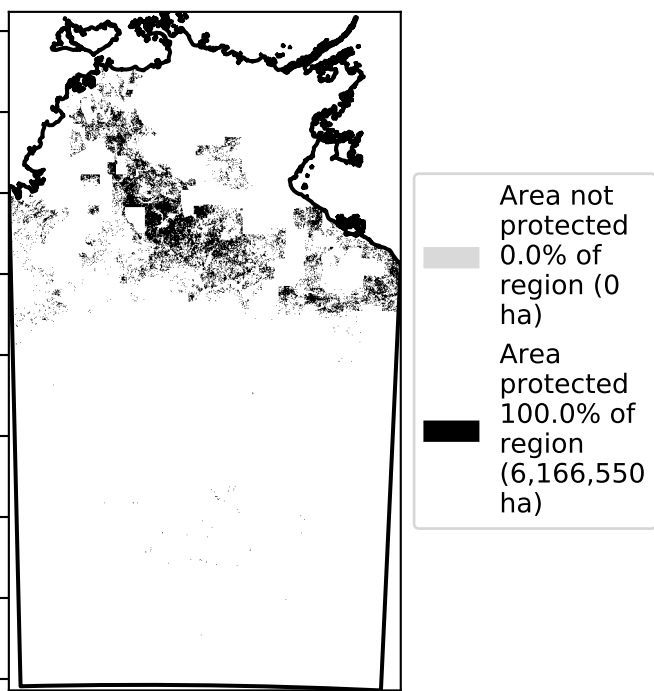 Area not
protected
0.0% of
region (0
ha)
Area
protected
100.0% of
region
(6,166,550
ha)